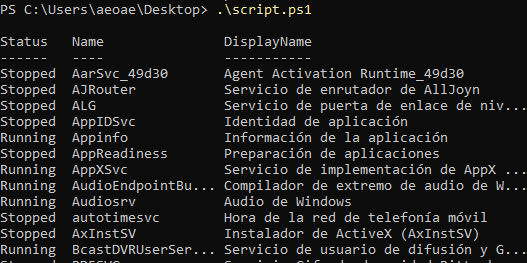 PS C:\Users\aeoae\Desktop> .\script.ps1
Status Name DisplayName
------ ---- -----------
Stopped AarSvc_49d30 Agent Activation Runtime_49d30
Stopped AJRouter Servicio de enrutador de AllJoyn
Stopped ALG Servicio de puerta de enlace de niv...
Stopped AppIDSvc Identidad de aplicación
Running Appinfo Información de la aplicación
Stopped AppReadiness Preparación de aplicaciones
Running AppXSvc Servicio de implementación de AppX ...
Running AudioEndpointBu... Compilador de extremo de audio de W...
Running Audiosrv Audio de Windows
Stopped autotimesvc Hora de la red de telefonía móvil
Stopped AxInstSV Instalador de ActiveX (AxInstSV)
Running BcastDVRUserSer... Servicio de usuario de difusión y G...